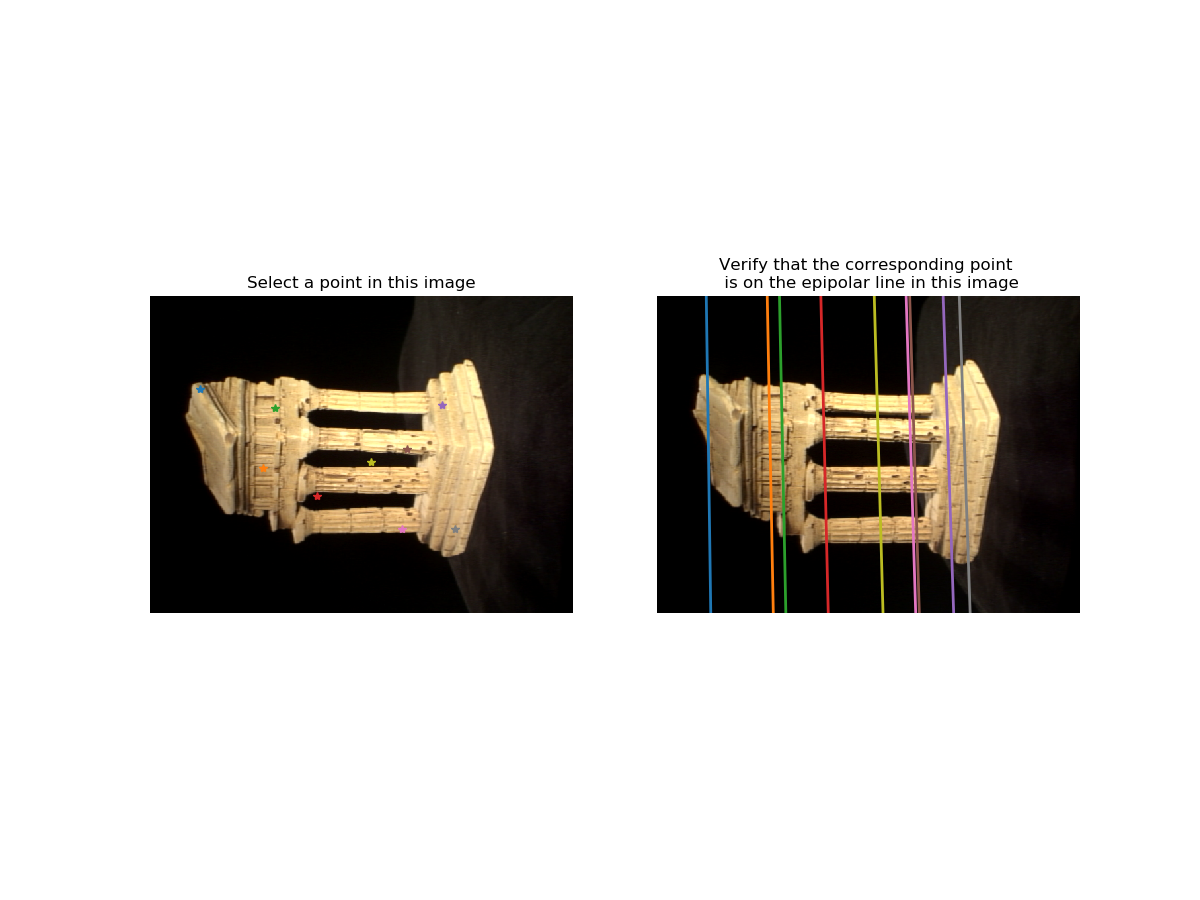 Select a point in this image
Verify that the corresponding point
is on the epipolar line in this image